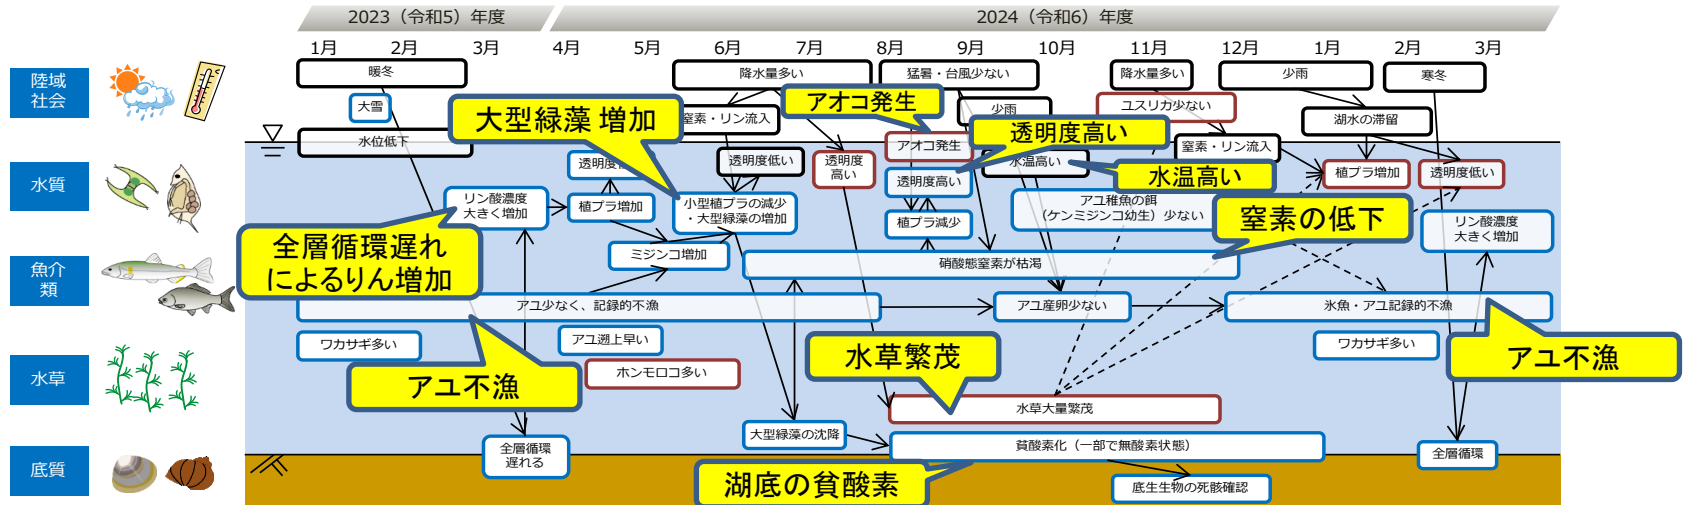 2023（令和5）年度
2024（令和6）年度
1月
2月
3月
4月
5月
6月
7月
8月
9月
10月
11月
12月
1月
2月
3月
陸域
社会
暖冬
降水量多い
猛暑・台風少ない
降水量多い
少雨
寒冬
大雪
大型緑藻 増加
窒素・リン流入
アオコ発生
少雨
ユスリカ少ない
湖水の滞留
水位低下
透明度高い
水質
透明度
透明度低い
透明度
高い
アオコ発生
水温高い
窒素・リン流入
植プラ増加
透明度低い
水温高い
透明度高い
リン酸濃度
大きく増加
植プラ増加
小型植プラの減少
・大型緑藻の増加
植プラ減少
アユ稚魚の餌
（ケンミジンコ幼生）少ない
窒素の低下
リン酸濃度
大きく増加
全層循環遅れ
によるりん増加
ミジンコ増加
硝酸態窒素が枯渇
魚介
類
アユ少なく、記録的不漁
アユ産卵少ない
氷魚・アユ記録的不漁
ワカサギ多い
アユ遡上早い
ワカサギ多い
水草
アユ不漁
ホンモロコ多い
水草繁茂
アユ不漁
水草大量繁茂
大型緑藻の沈降
貧酸素化（一部で無酸素状態）
底質
全層循環
遅れる
全層循環
湖底の貧酸素
底生生物の死骸確認